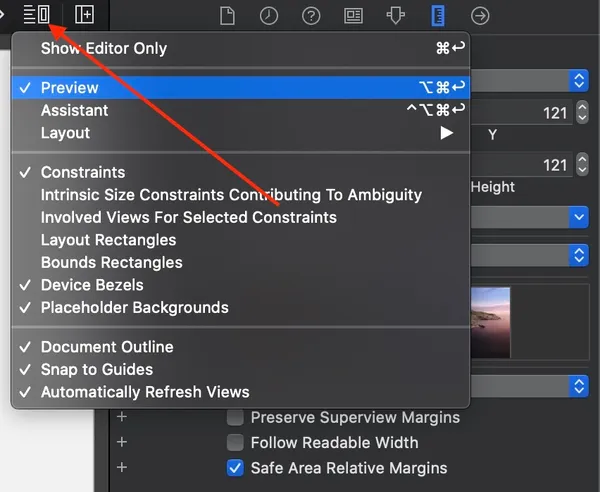 Show Editor Only ⌘↩
✓ Preview ⌥⌘↩
Assistant ^⌥⌘↩
Layout ▶
121
Y
✓ Constraints
121
Intrinsic Size Constraints Contributing To Ambiguity
Height
Involved Views For Selected Constraints
Layout Rectangles
Bounds Rectangles
✓ Device Bezels
✓ Placeholder Backgrounds
✓ Document Outline
✓ Snap to Guides
✓ Automatically Refresh Views
+ Preserve Superview Margins
+ Follow Readable Width
+ Safe Area Relative Margins